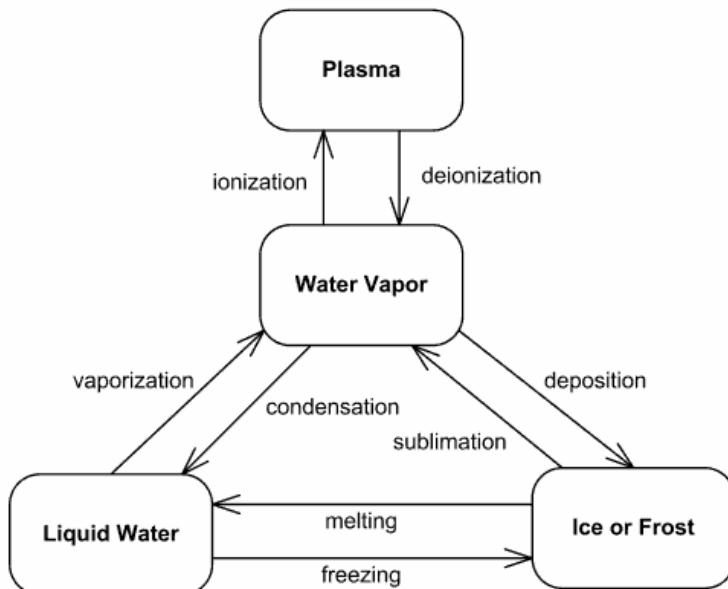 Plasma
ionization
deionization
Water Vapor
vaporization
condensation
deposition
sublimation
Liquid Water
melting
Ice or Frost
freezing